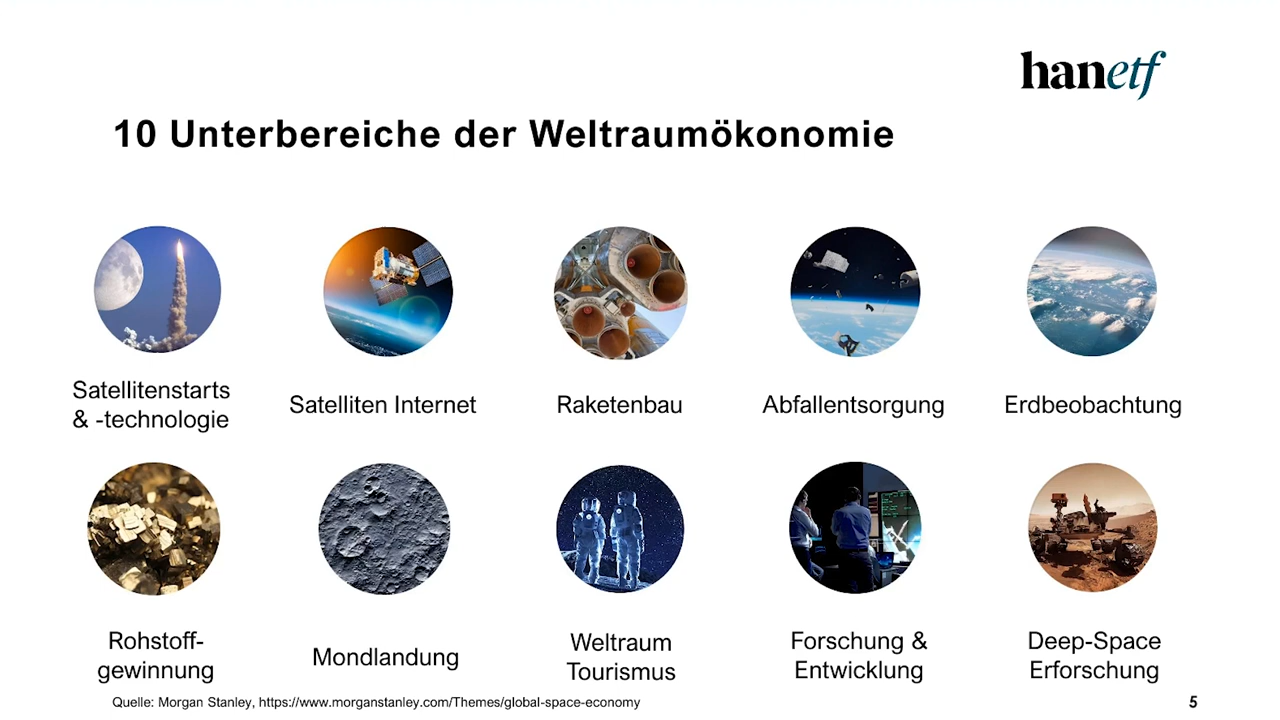 hanetf
10 Unterbereiche der Weltraumökonomie
Satellitenstarts
& -technologie
Satelliten Internet
Raketenbau
Abfallentsorgung
Erdbeobachtung
Rohstoff-
gewinnung
Mondlandung
Weltraum
Tourismus
Forschung &
Entwicklung
Deep-Space
Erforschung
Quelle: Morgan Stanley, https://www.morganstanley.com/Themes/global-space-economy
5